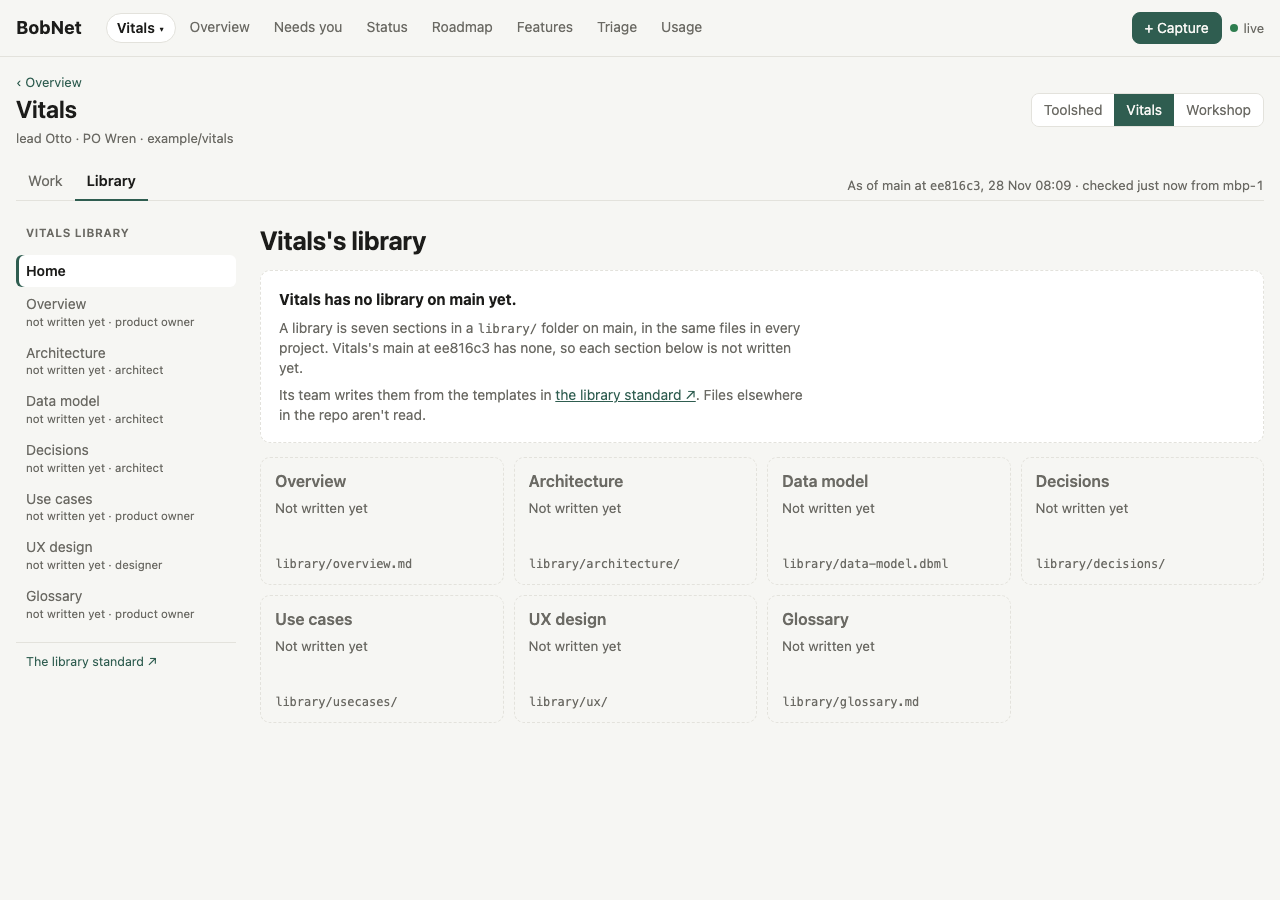 BobNet
Vitals ▾
Overview
Needs you
Status
Roadmap
Features
Triage
Usage
+ Capture
live
‹ Overview
Vitals
lead Otto · PO Wren · example/vitals
Toolshed
Vitals
Workshop
Work
Library
As of main at ee816c3, 28 Nov 08:09 · checked just now from mbp-1
VITALS LIBRARY
Home
Overview
not written yet · product owner
Architecture
not written yet · architect
Data model
not written yet · architect
Decisions
not written yet · architect
Use cases
not written yet · product owner
UX design
not written yet · designer
Glossary
not written yet · product owner
The library standard ↗
Vitals's library
Vitals has no library on main yet.
A library is seven sections in a library/ folder on main, in the same files in every
project. Vitals's main at ee816c3 has none, so each section below is not written
yet.
Its team writes them from the templates in the library standard ↗. Files elsewhere
in the repo aren't read.
Overview
Not written yet
library/overview.md
Architecture
Not written yet
library/architecture/
Data model
Not written yet
library/data-model.dbml
Decisions
Not written yet
library/decisions/
Use cases
Not written yet
library/usecases/
UX design
Not written yet
library/ux/
Glossary
Not written yet
library/glossary.md